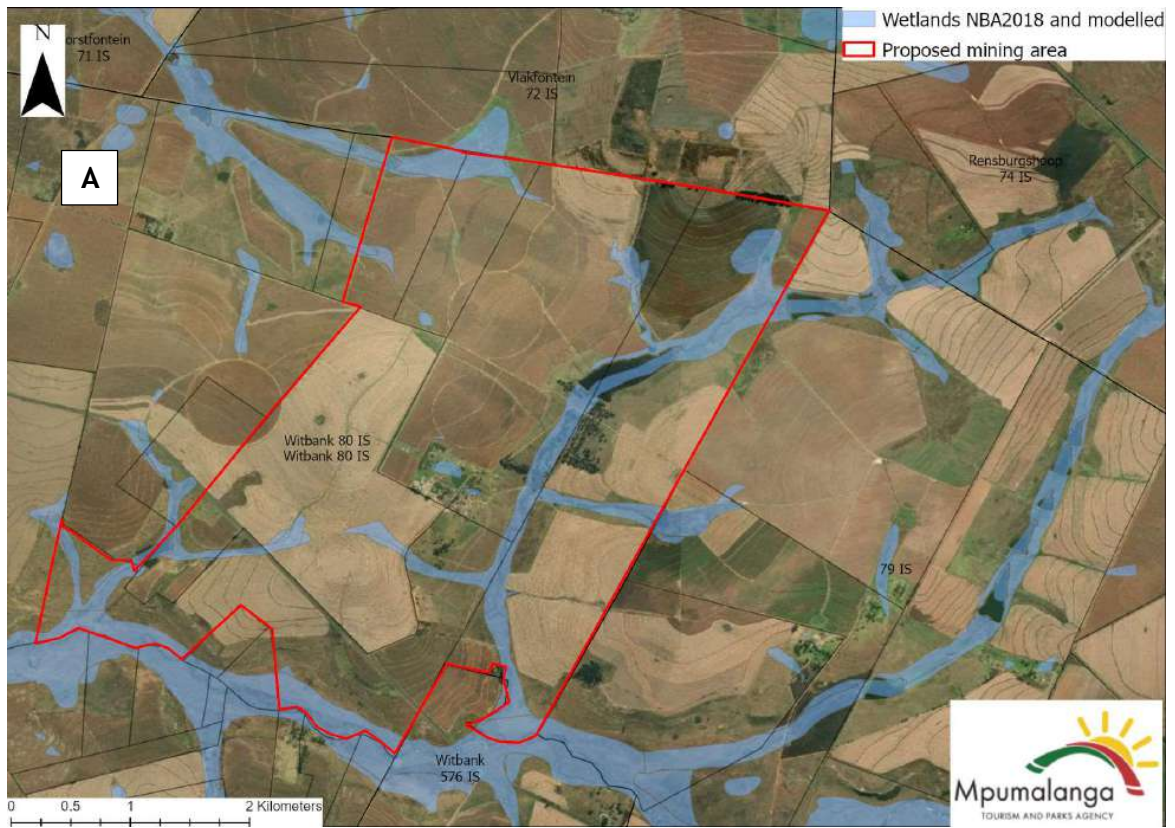 Wetlands NBA2018 and modelled
Proposed mining area
N
orstfontein
71 IS
Vlakfontein
72 IS
A
Rensburgshoop
74 IS
Witbank 80 IS
Witbank 80 IS
79 IS
Witbank
576 IS
0 0.5 1 2 Kilometers
Mpumalanga
TOURISM AND PARKS AGENCY